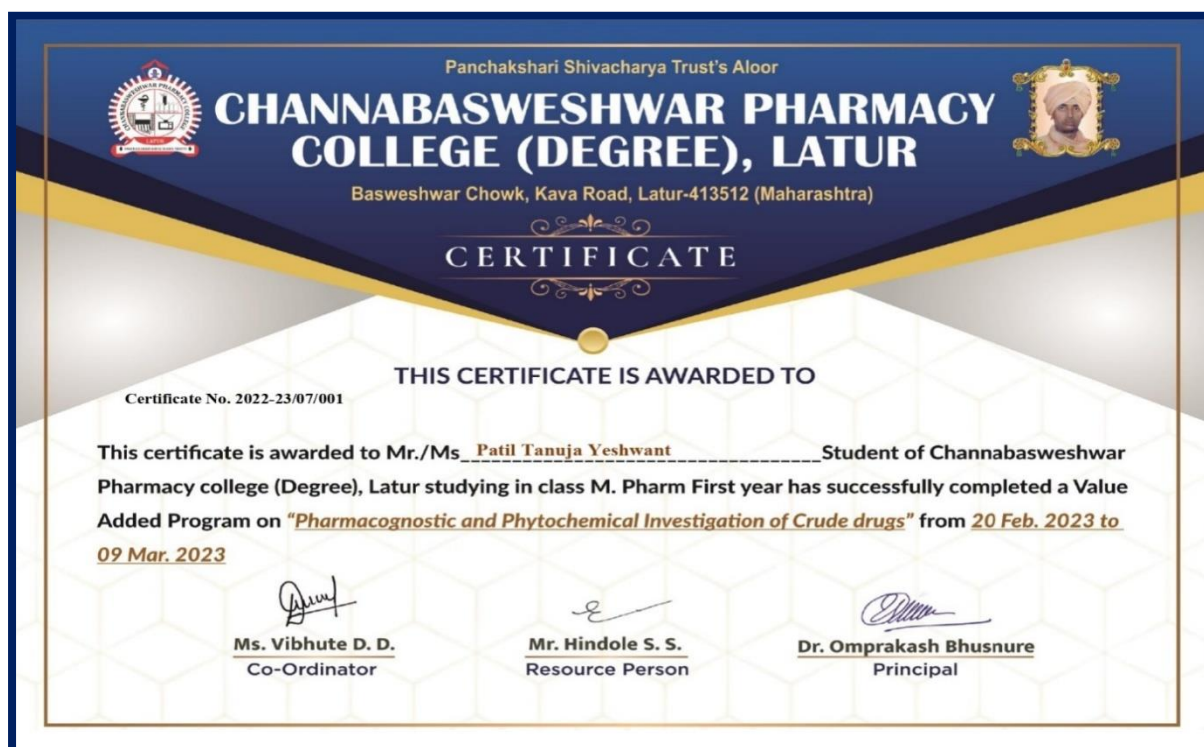 Panchakshari Shivacharya Trust's Aloor
CHANNABASWESHWAR PHARMACY
COLLEGE (DEGREE), LATUR
Basweshwar Chowk, Kava Road, Latur-413512 (Maharashtra)
CERTIFICATE
THIS CERTIFICATE IS AWARDED TO
Certificate No. 2022-23/07/001
This certificate is awarded to Mr./Ms_Patil Tanuja Yeshwant_Student of Channabasweshwar
Pharmacy college (Degree), Latur studying in class M. Pharm First year has successfully completed a Value
Added Program on "Pharmacognostic and Phytochemical Investigation of Crude drugs" from 20 Feb. 2023 to
09 Mar. 2023
Ms. Vibhute D. D. Mr. Hindole S. S. Dr. Omprakash Bhusnure
Co-Ordinator Resource Person Principal